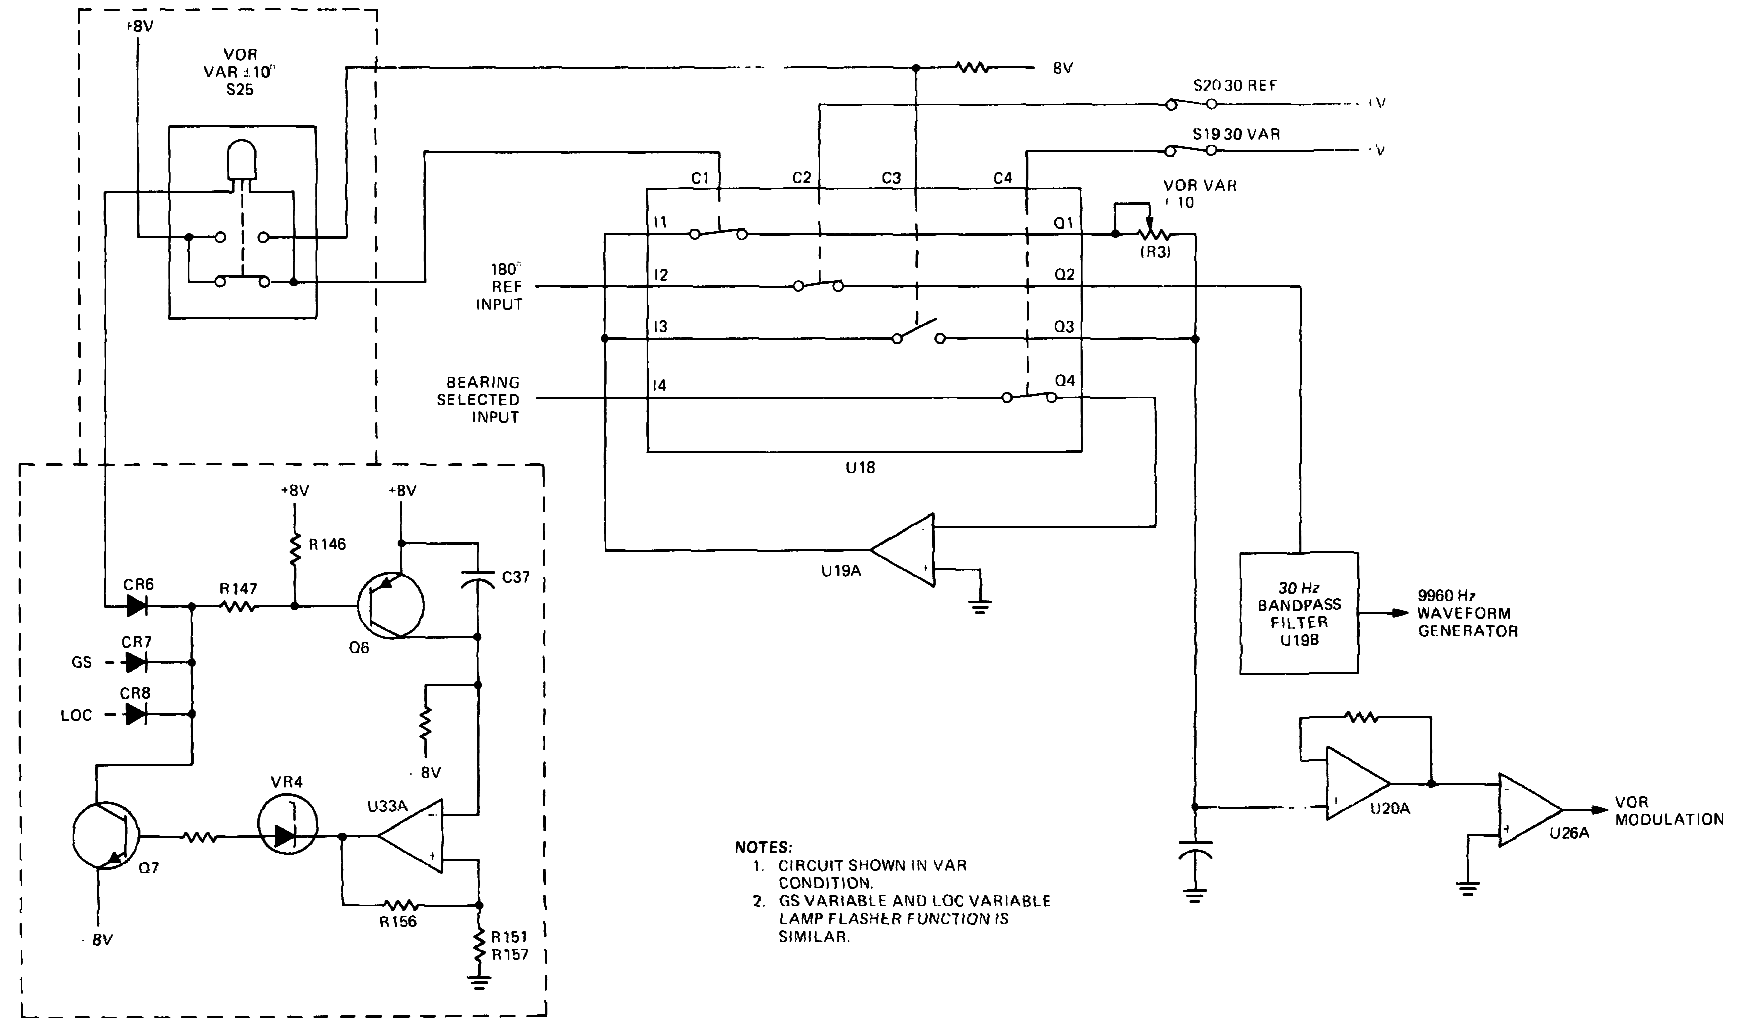 +8V
VOR
VAR ±10°
S25
8V
S20 30 REF
+V
S19 30 VAR
+V
C1
C2
C3
C4
VOR VAR
10
I1
Q1
(R3)
180°
REF
INPUT
I2
Q2
I3
Q3
BEARING
SELECTED
INPUT
I4
Q4
U18
+8V
+8V
R146
C37
CR6
R147
Q6
CR7
GS
CR8
LOC
- 8V
U19A
-
+
30 Hz
BANDPASS
FILTER
U19B
9960 Hz
WAVEFORM
GENERATOR
VR4
U33A
-
+
Q7
R156
R151
R157
- 8V
-
+
U20A
-
+
U26A
VOR
MODULATION
NOTES:
1. CIRCUIT SHOWN IN VAR
CONDITION.
2. GS VARIABLE AND LOC VARIABLE
LAMP FLASHER FUNCTION IS
SIMILAR.